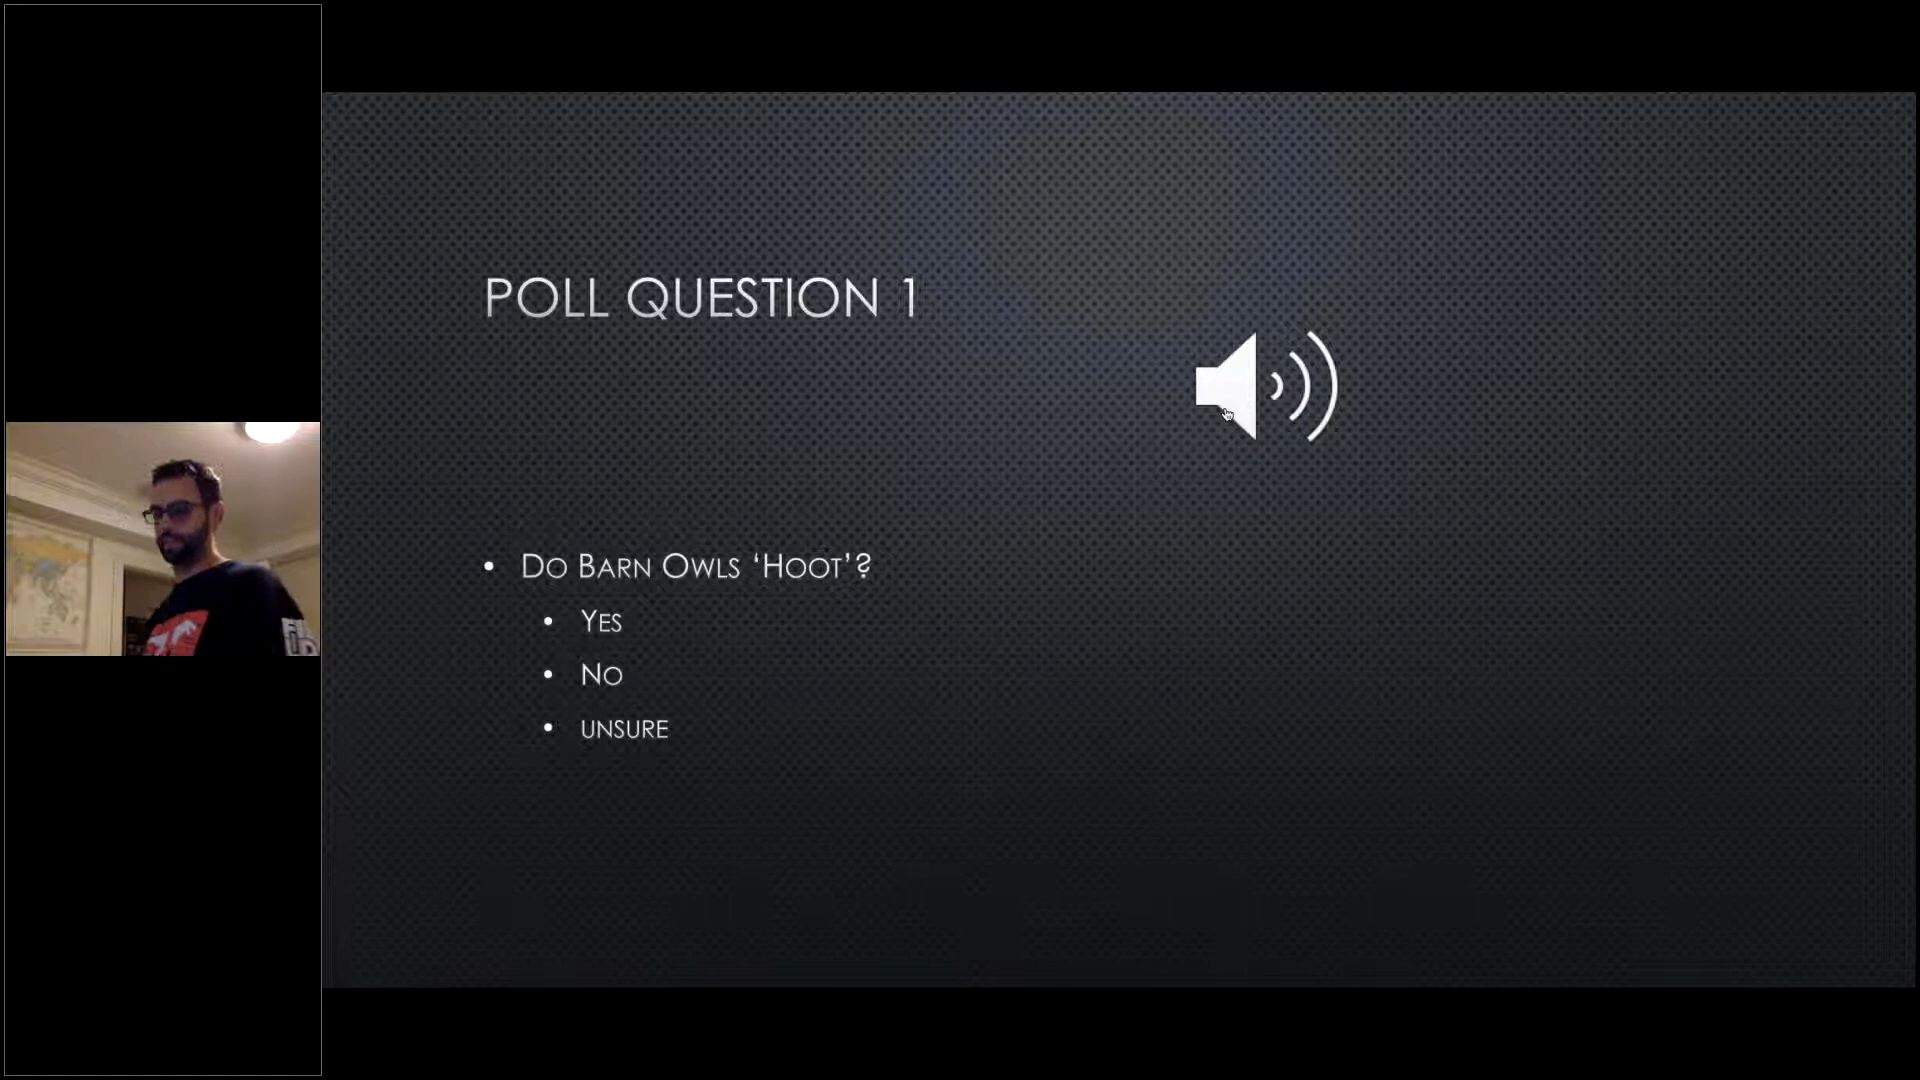 POLL QUESTION 1
• DO BARN OWLS ‘HOOT’?
• YES
• NO
• UNSURE